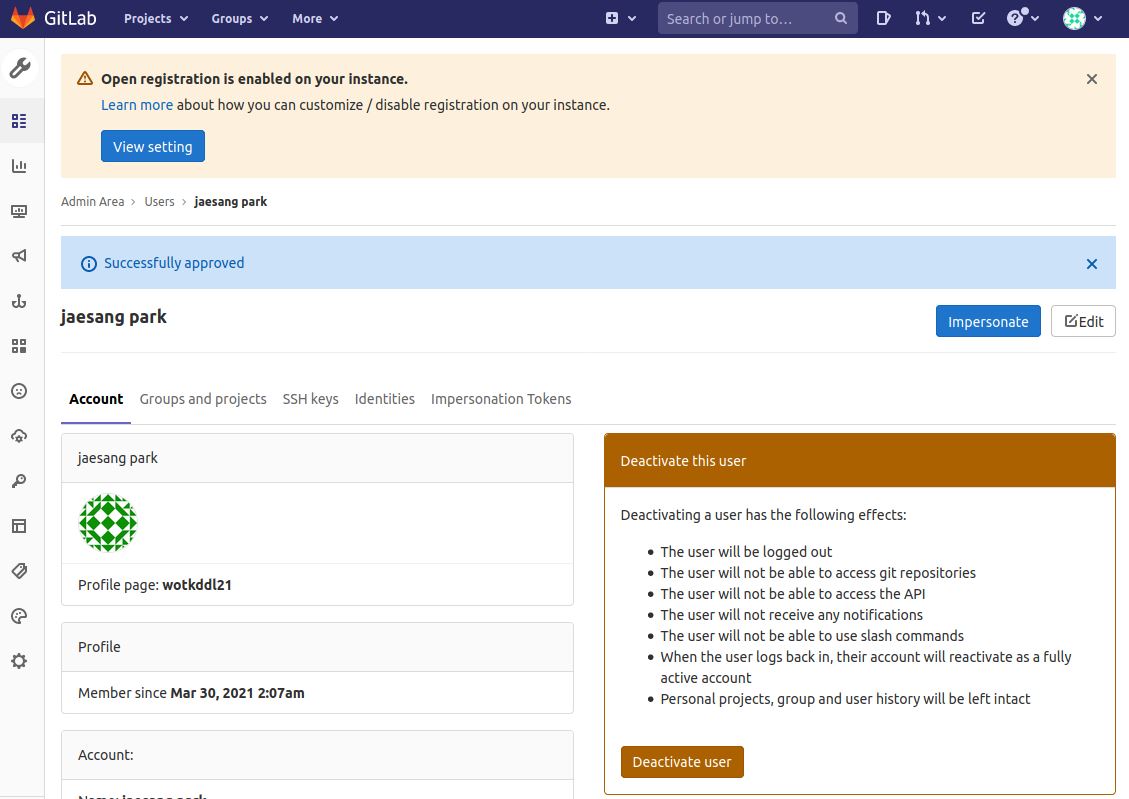 GitLab Projects Groups More Search or jump to...
Open registration is enabled on your instance.
Learn more about how you can customize / disable registration on your instance.
View setting
Admin Area › Users › jaesang park
Successfully approved
jaesang park
Impersonate Edit
Account Groups and projects SSH keys Identities Impersonation Tokens
jaesang park
Profile page: wotkddl21
Profile
Member since Mar 30, 2021 2:07am
Account:
Name: jaesang park
Deactivate this user
Deactivating a user has the following effects:
The user will be logged out
The user will not be able to access git repositories
The user will not be able to access the API
The user will not receive any notifications
The user will not be able to use slash commands
When the user logs back in, their account will reactivate as a fully
active account
Personal projects, group and user history will be left intact
Deactivate user